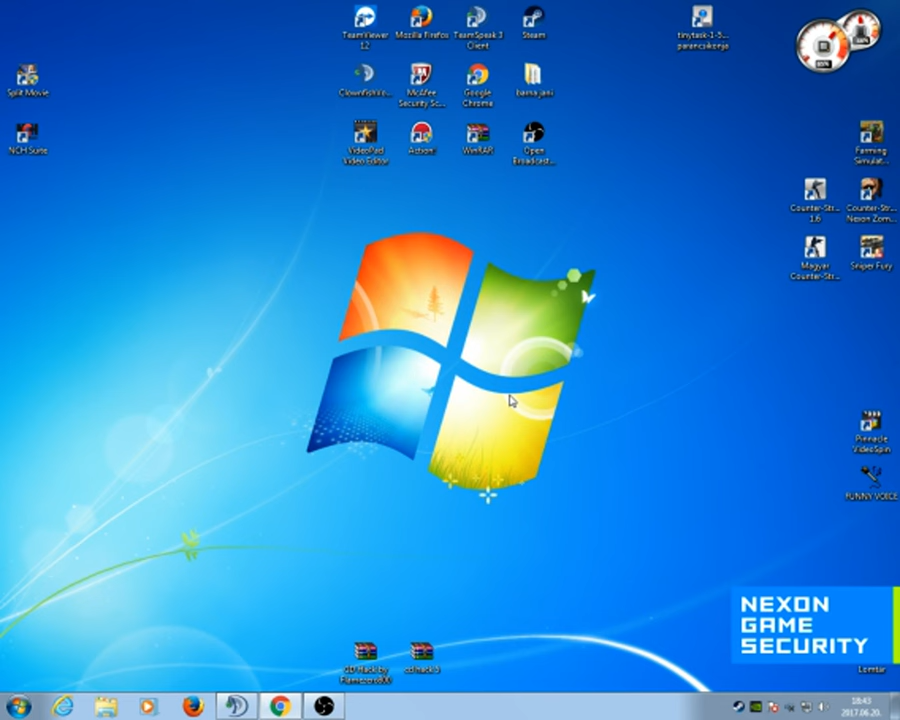 TeamViewer
12
Mozilla Firefox
TeamSpeak 3
Client
Steam
tinytask-1-5...
parancsikonja
Split Movie
Clownfish...
McAfee
Security Sc...
Google
Chrome
barna jani
NCH Suite
VideoPad
Video Editor
Action!
WinRAR
Open
Broadcast...
Farming
Simulat...
Counter-Str...
1.6
Counter-Str...
Nexon Zom...
Magyar
Counter-Str...
Sniper Fury
Pinnacle
VideoSpin
FUNNY VOICE
NEXON
GAME
SECURITY
Lomtár
18:43
2017.06.20.